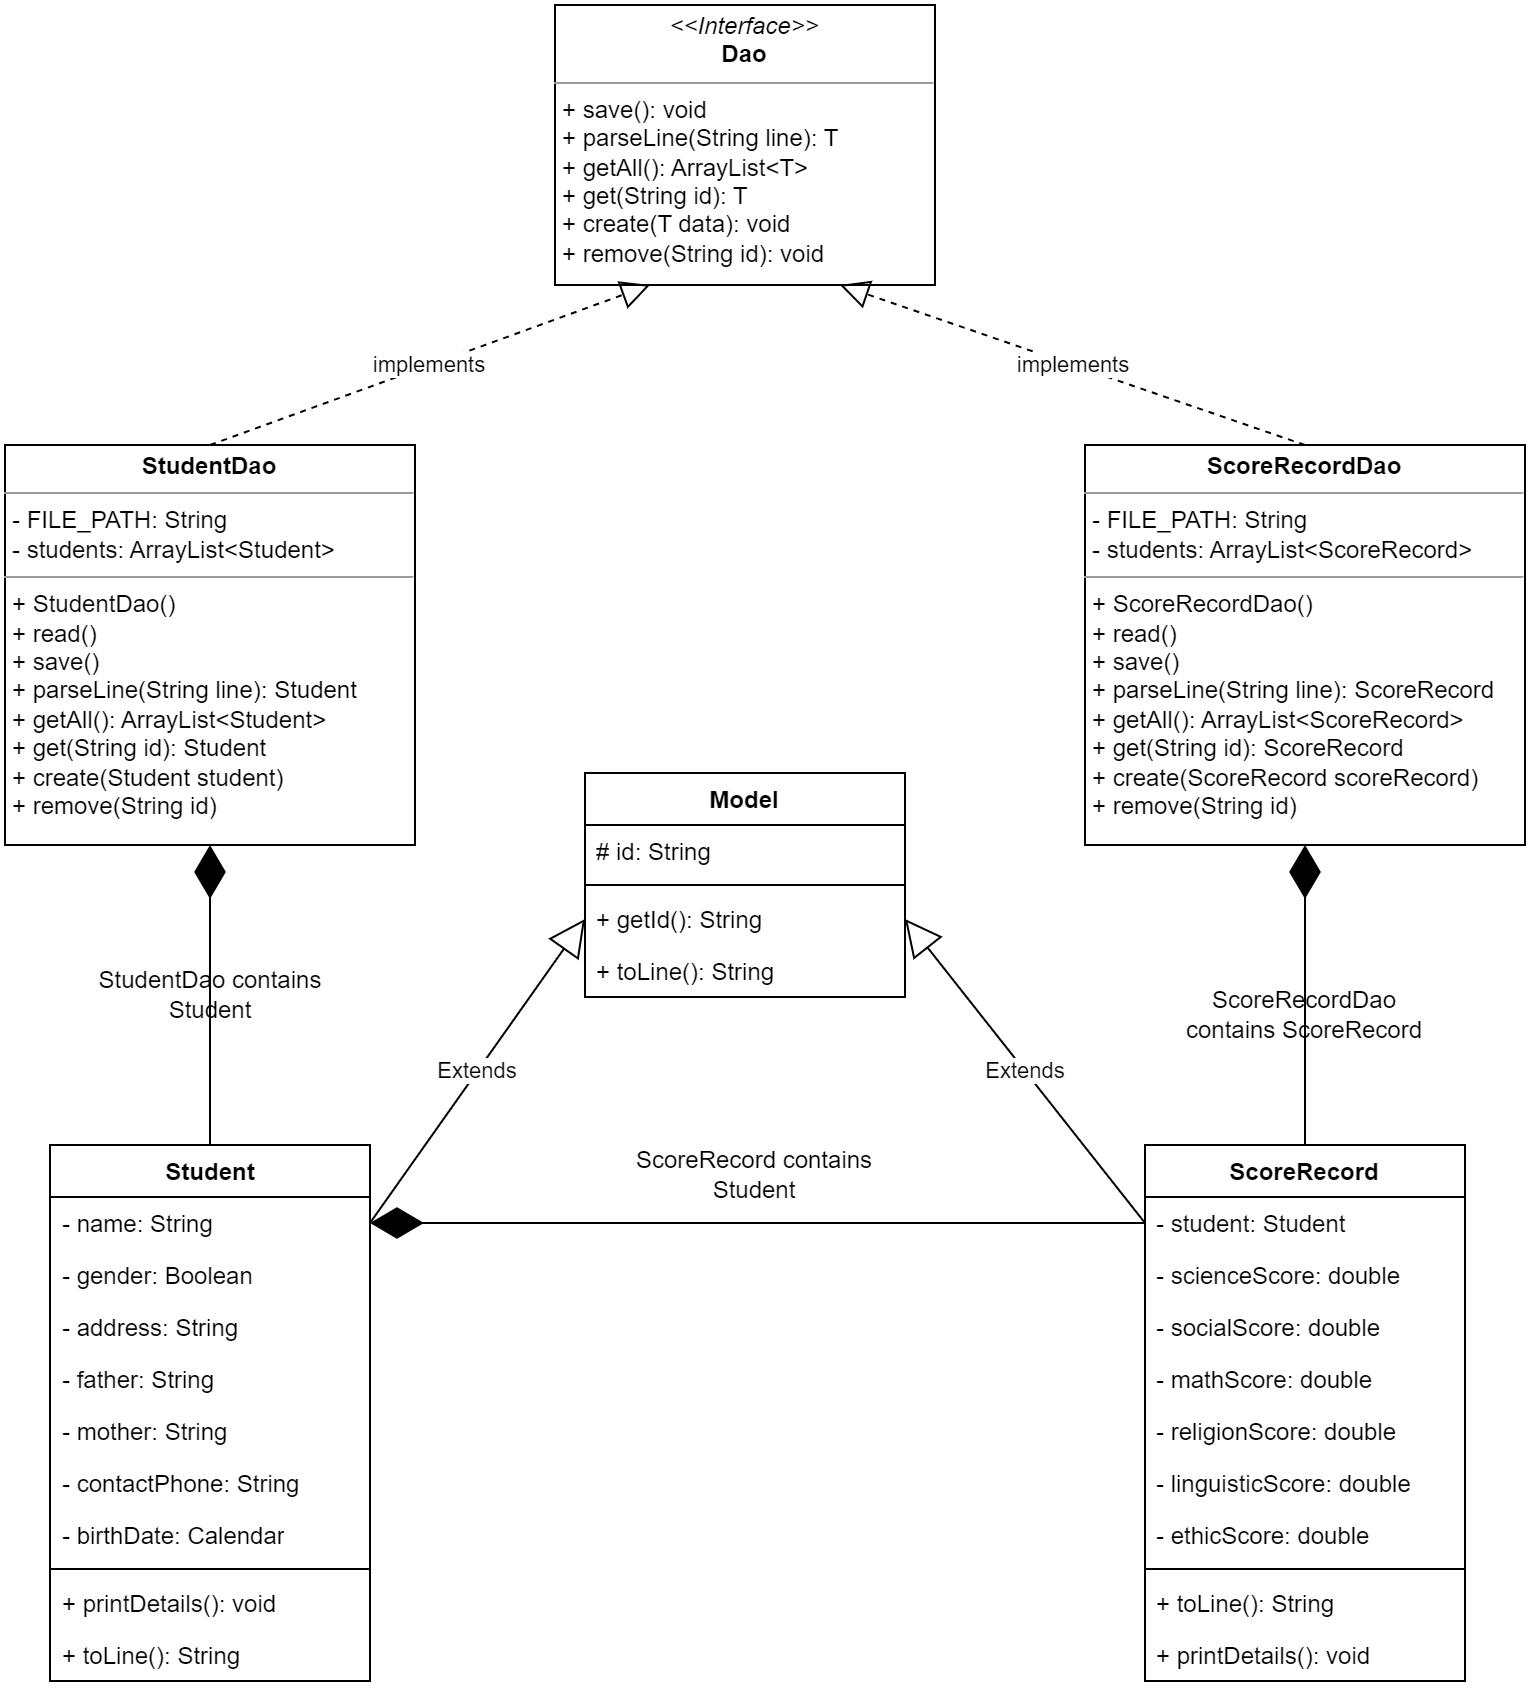 <<Interface>>
Dao
+ save(): void
+ parseLine(String line): T
+ getAll(): ArrayList<T>
+ get(String id): T
+ create(T data): void
+ remove(String id): void
implements
implements
StudentDao
- FILE_PATH: String
- students: ArrayList<Student>
+ StudentDao()
+ read()
+ save()
+ parseLine(String line): Student
+ getAll(): ArrayList<Student>
+ get(String id): Student
+ create(Student student)
+ remove(String id)
ScoreRecordDao
- FILE_PATH: String
- students: ArrayList<ScoreRecord>
+ ScoreRecordDao()
+ read()
+ save()
+ parseLine(String line): ScoreRecord
+ getAll(): ArrayList<ScoreRecord>
+ get(String id): ScoreRecord
+ create(ScoreRecord scoreRecord)
+ remove(String id)
Model
# id: String
+ getId(): String
+ toLine(): String
StudentDao contains
Student
ScoreRecordDao
contains ScoreRecord
Extends
Extends
ScoreRecord contains
Student
Student
- name: String
- gender: Boolean
- address: String
- father: String
- mother: String
- contactPhone: String
- birthDate: Calendar
+ printDetails(): void
+ toLine(): String
ScoreRecord
- student: Student
- scienceScore: double
- socialScore: double
- mathScore: double
- religionScore: double
- linguisticScore: double
- ethicScore: double
+ toLine(): String
+ printDetails(): void